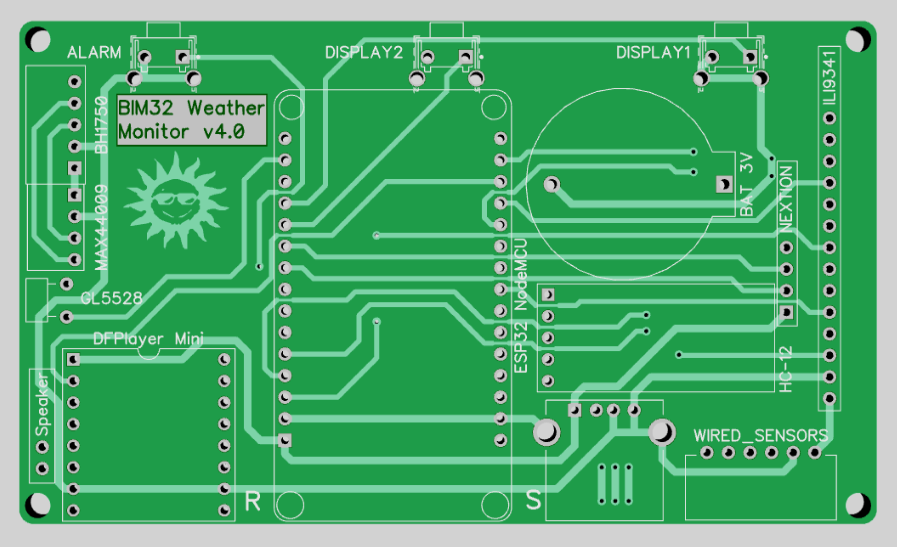 ALARM
DISPLAY2
DISPLAY1
ILI9341
BH1750
BIM32 Weather
Monitor v4.0
BAT 3V
NEXTION
MAX44009
GL5528
ESP32 NodeMCU
DFPlayer Mini
HC-12
Speaker
WIRED_SENSORS
R
S